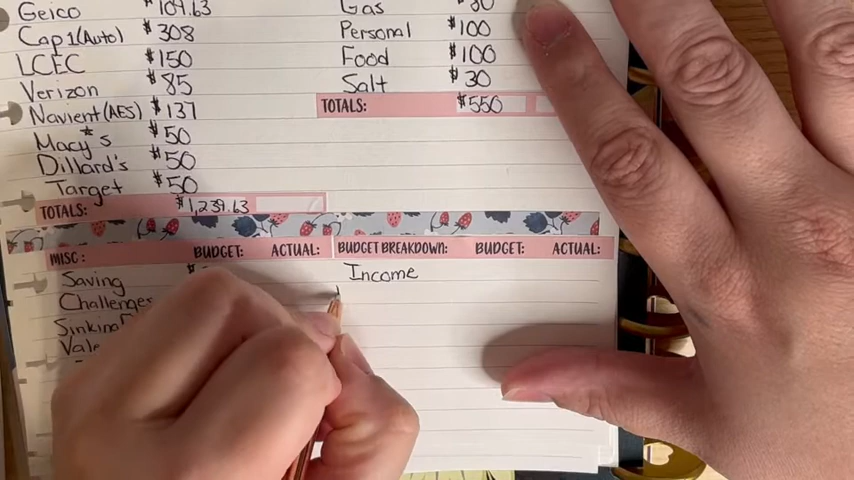 Geico $109.63
Cap1(Auto) $308
LCEC $150
Verizon $85
Navient(AES) $137
Macy's $50
Dillard's $50
Target $50
TOTALS: $1,239.63
Gas $80
Personal $100
Food $100
Salt $30
TOTALS: $550
MISC: BUDGET: ACTUAL:
Saving
Challenges
BUDGET BREAKDOWN: BUDGET: ACTUAL:
Income